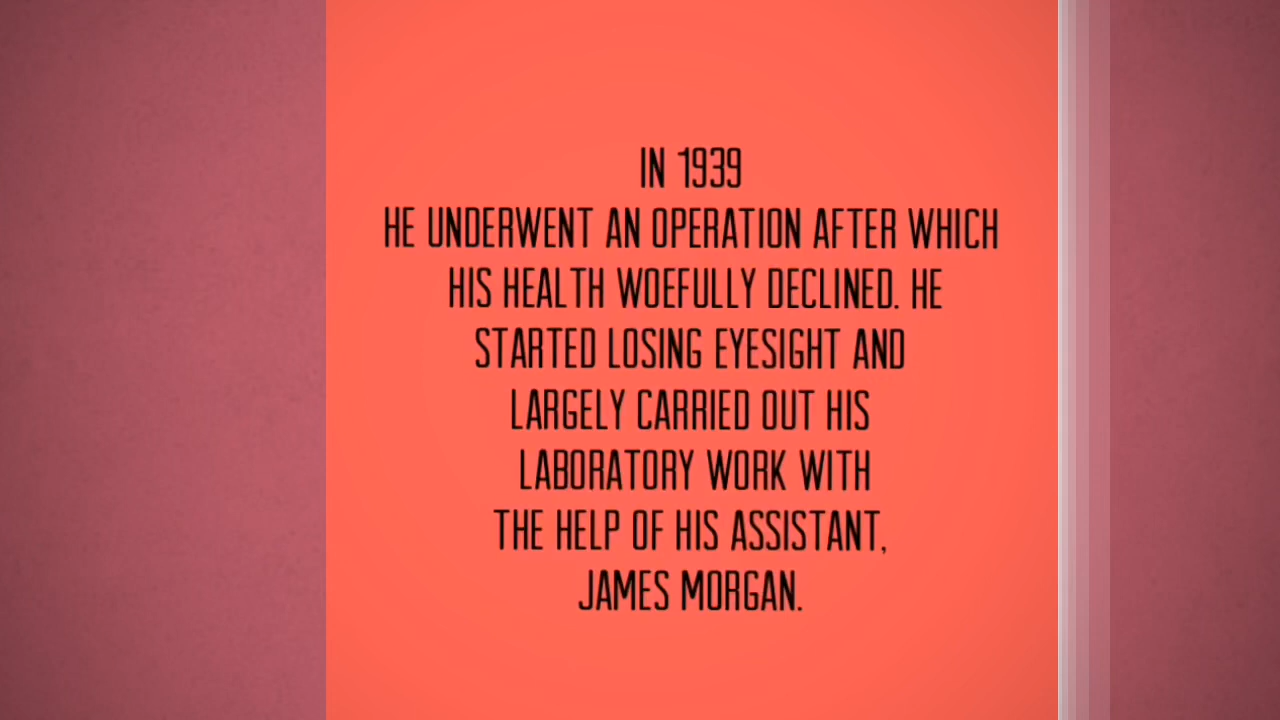 IN 1939
HE UNDERWENT AN OPERATION AFTER WHICH
HIS HEALTH WOEFULLY DECLINED. HE
STARTED LOSING EYESIGHT AND
LARGELY CARRIED OUT HIS
LABORATORY WORK WITH
THE HELP OF HIS ASSISTANT,
JAMES MORGAN.